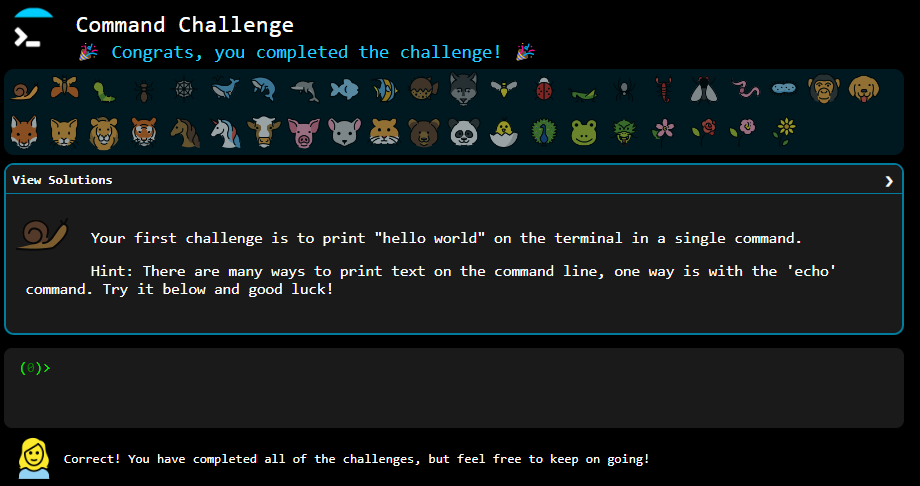 Command Challenge
🎉 Congrats, you completed the challenge! 🎉
View Solutions
Your first challenge is to print "hello world" on the terminal in a single command.
Hint: There are many ways to print text on the command line, one way is with the 'echo'
command. Try it below and good luck!
(0)>
Correct! You have completed all of the challenges, but feel free to keep on going!